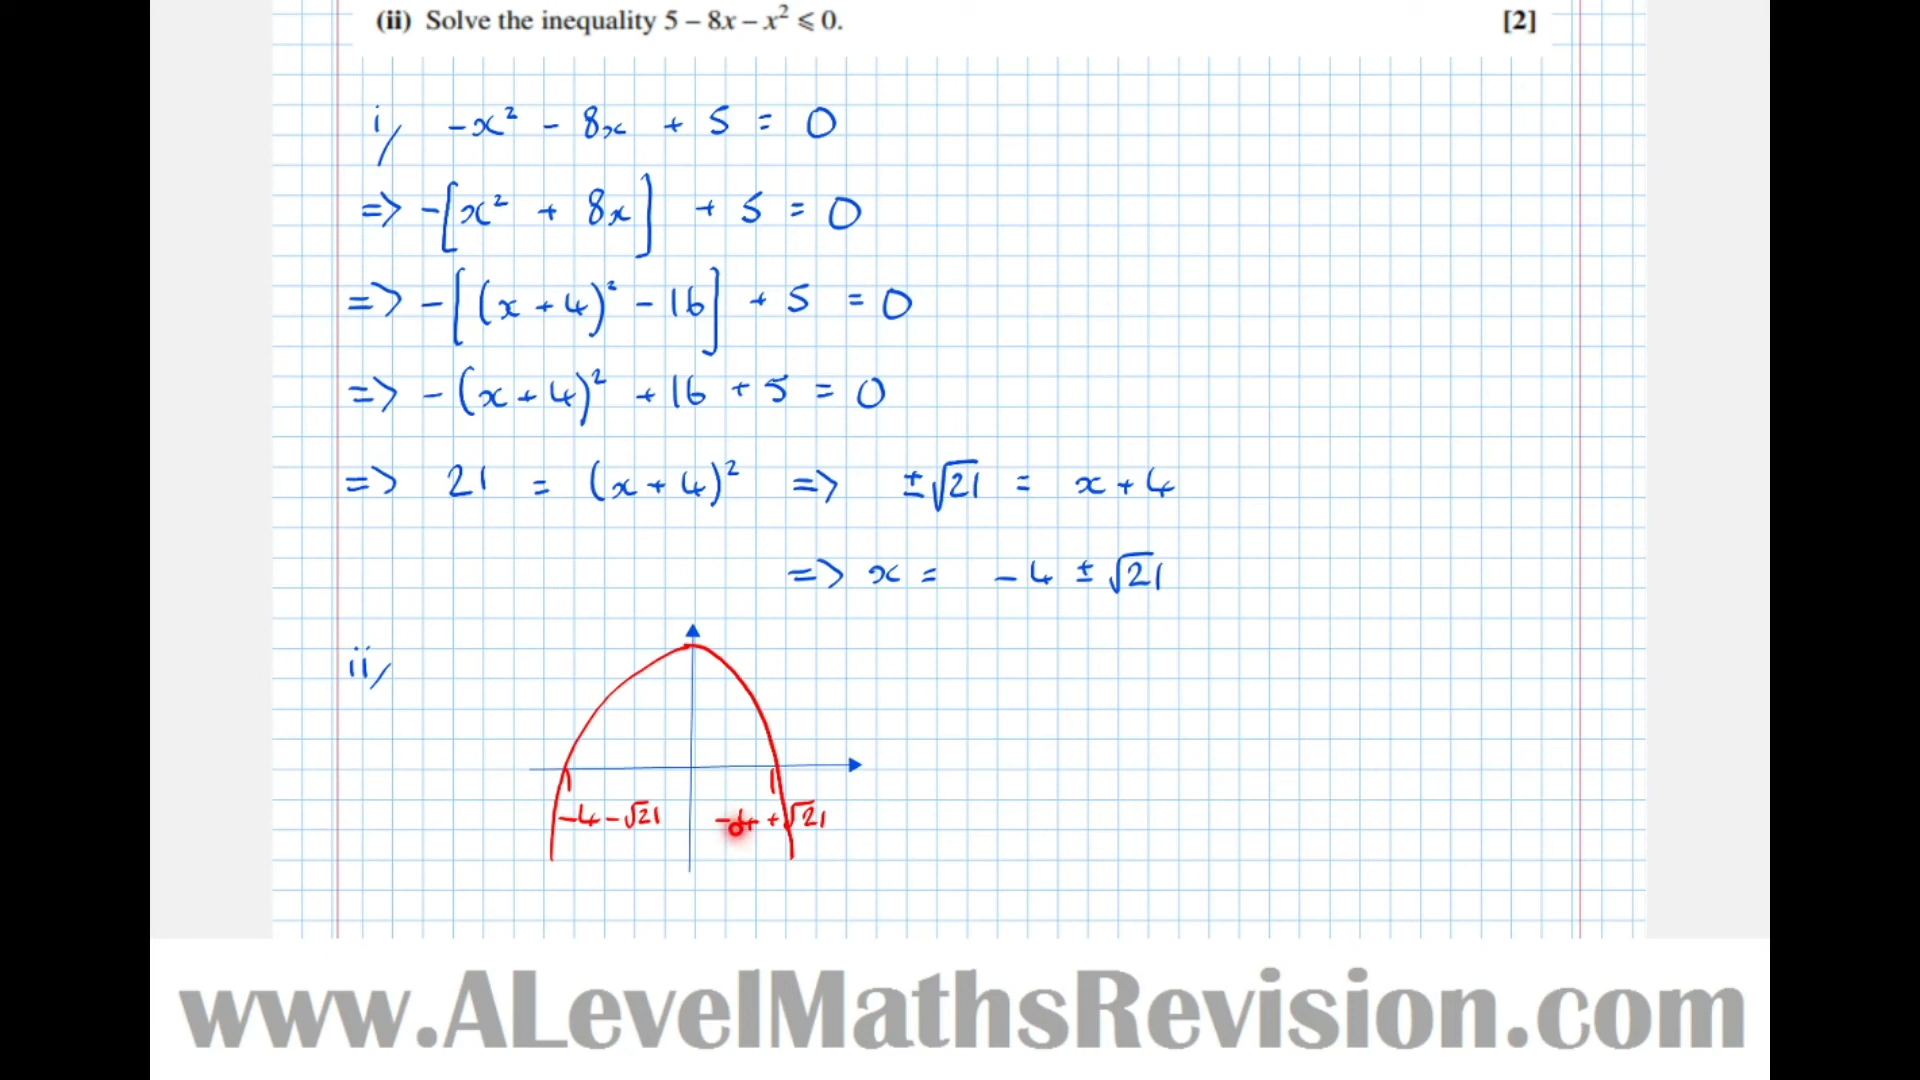 (ii) Solve the inequality 5 – 8x – x² ⩽ 0. [2]
i/ -x² - 8x + 5 = 0
=> -[x² + 8x] + 5 = 0
=> -[(x + 4)² - 16] + 5 = 0
=> -(x + 4)² + 16 + 5 = 0
=> 21 = (x + 4)² => ±√21 = x + 4
=> x = -4 ± √21
ii/
-4 - √21 -4 + √21
www.ALevelMathsRevision.com